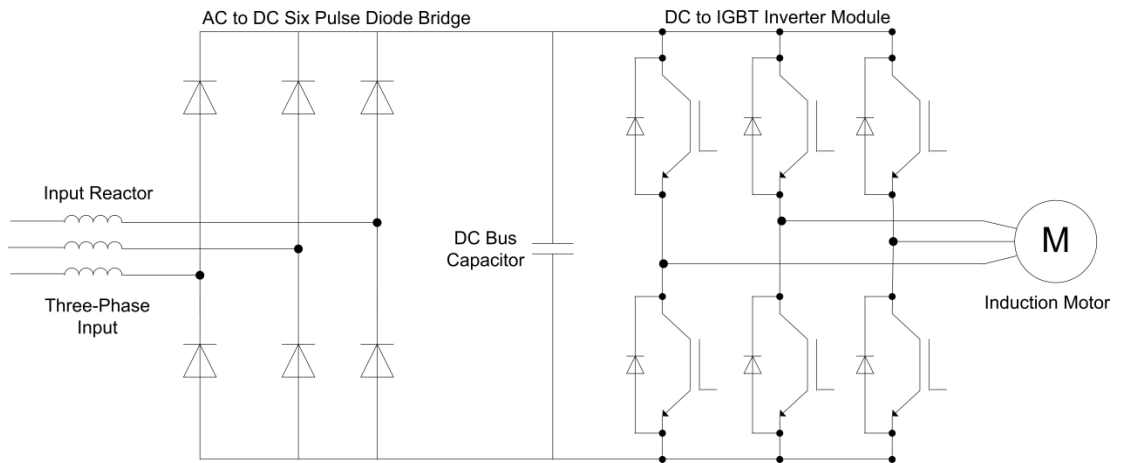 AC to DC Six Pulse Diode Bridge
DC to IGBT Inverter Module
Input Reactor
Three-Phase
Input
DC Bus
Capacitor
M
Induction Motor